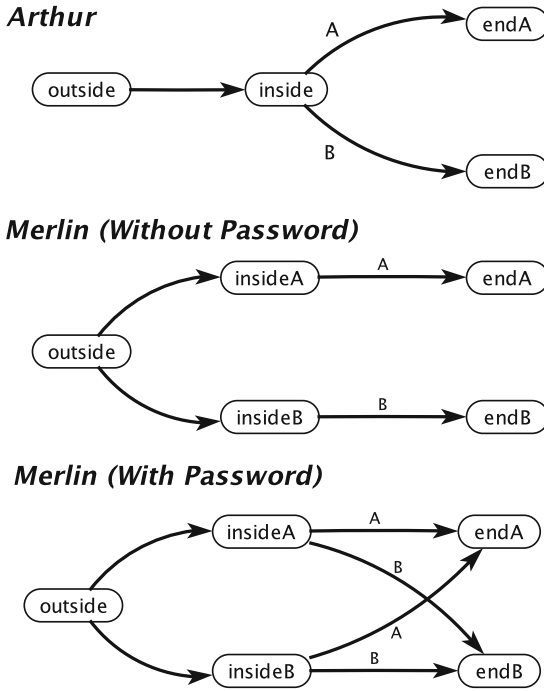 Arthur
A
endA
outside
inside
B
endB
Merlin (Without Password)
insideA
A
endA
outside
insideB
B
endB
Merlin (With Password)
insideA
A
endA
B
outside
A
insideB
B
endB